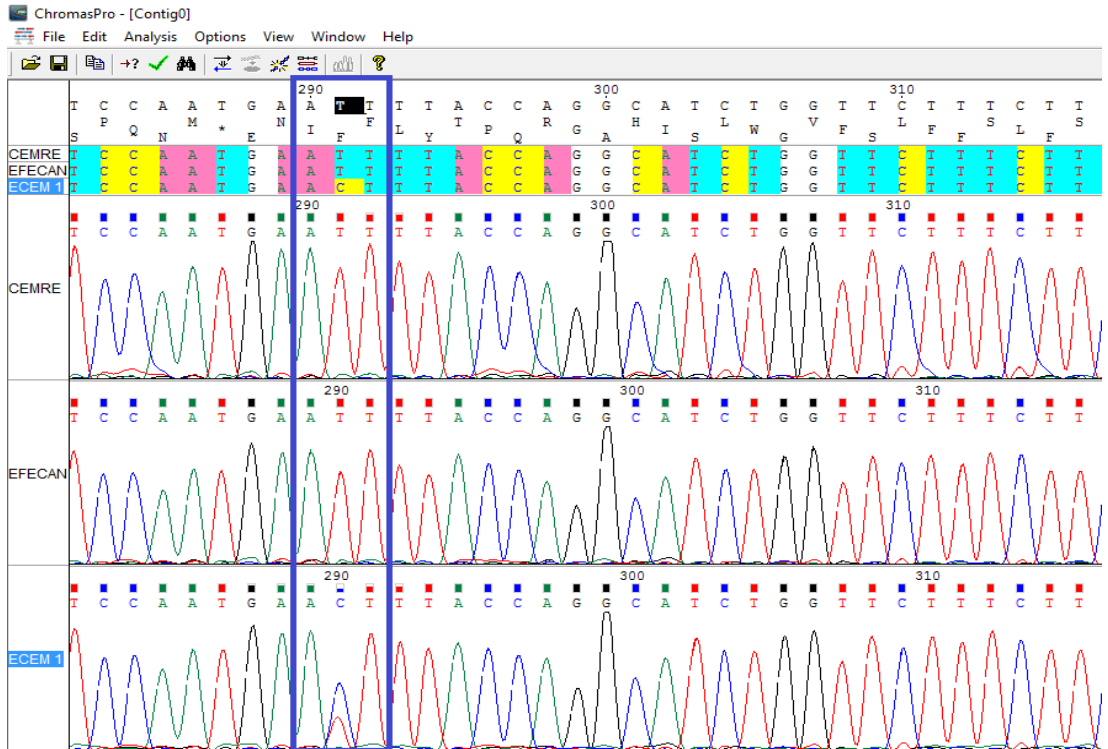 ChromasPro - [Contig0]
File Edit Analysis Options View Window Help
290 300 310
T C C A A T G A A T T T T A C C A G G C A T C T G G T T C T T T C T T
P M N F T R H L V L S S
Q * I L P G I W F F L
S N E F Y Q A S G S F F
CEMRE T C C A A T G A A T T T T A C C A G G C A T C T G G T T C T T T C T T
EFECAN T C C A A T G A A T T T T A C C A G G C A T C T G G T T C T T T C T T
ECEM 1 T C C A A T G A A C T T T A C C A G G C A T C T G G T T C T T T C T T
290 300 310
T C C A A T G A A T T T T A C C A G G C A T C T G G T T C T T T C T T
CEMRE
290 300 310
T C C A A T G A A T T T T A C C A G G C A T C T G G T T C T T T C T T
EFECAN
290 300 310
T C C A A T G A A C T T T A C C A G G C A T C T G G T T C T T T C T T
ECEM 1